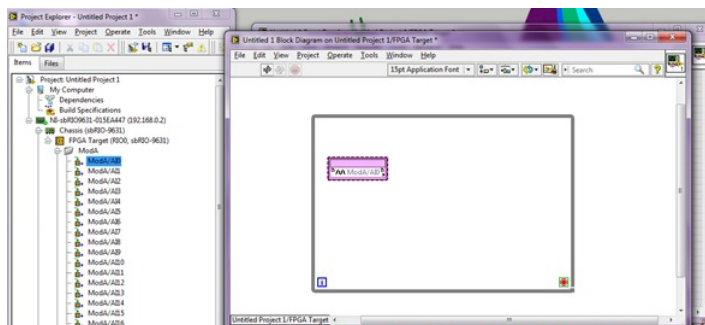 Project Explorer - Untitled Project 1 *
File Edit View Project Operate Tools Window Help
Items Files
Project: Untitled Project 1
My Computer
Dependencies
Build Specifications
NI-sbRIO9631-015EA447 (192.168.0.2)
Chassis (sbRIO-9631)
FPGA Target (RIO0, sbRIO-9631)
ModA
ModA/AI0
ModA/AI1
ModA/AI2
ModA/AI3
ModA/AI4
ModA/AI5
ModA/AI6
ModA/AI7
ModA/AI8
ModA/AI9
ModA/AI10
ModA/AI11
ModA/AI12
ModA/AI13
ModA/AI14
ModA/AI15
Untitled 1 Block Diagram on Untitled Project 1/FPGA Target *
File Edit View Project Operate Tools Window Help
15pt Application Font
Search
ModA/AI0
i
Untitled Project 1/FPGA Target